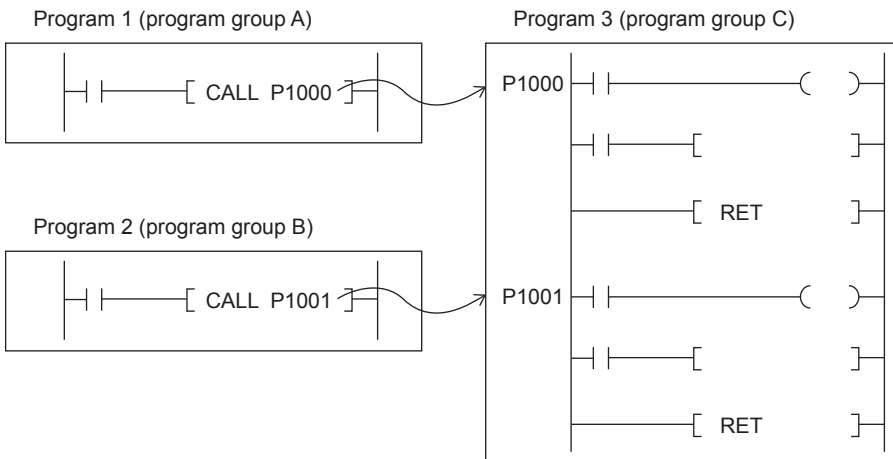 Program 1 (program group A)
CALL P1000
Program 2 (program group B)
CALL P1001
Program 3 (program group C)
P1000
RET
P1001
RET